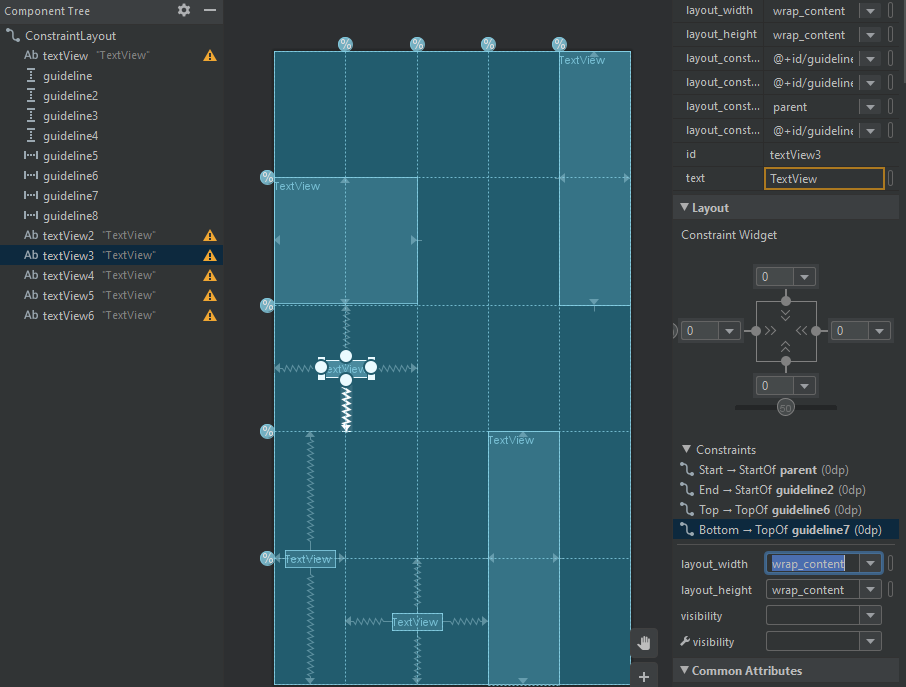 Component Tree
ConstraintLayout
Ab textView "TextView"
guideline
guideline2
guideline3
guideline4
guideline5
guideline6
guideline7
guideline8
Ab textView2 "TextView"
Ab textView3 "TextView"
Ab textView4 "TextView"
Ab textView5 "TextView"
Ab textView6 "TextView"
% % % %
TextView
%
TextView
%
TextView
%
TextView
%
TextView
TextView
layout_width wrap_content
layout_height wrap_content
layout_const... @+id/guideline
layout_const... @+id/guideline
layout_const... parent
layout_const... @+id/guideline
id textView3
text TextView
Layout
Constraint Widget
0
0 0
0
50
Constraints
Start → StartOf parent (0dp)
End → StartOf guideline2 (0dp)
Top → TopOf guideline6 (0dp)
Bottom → TopOf guideline7 (0dp)
layout_width wrap_content
layout_height wrap_content
visibility
visibility
Common Attributes